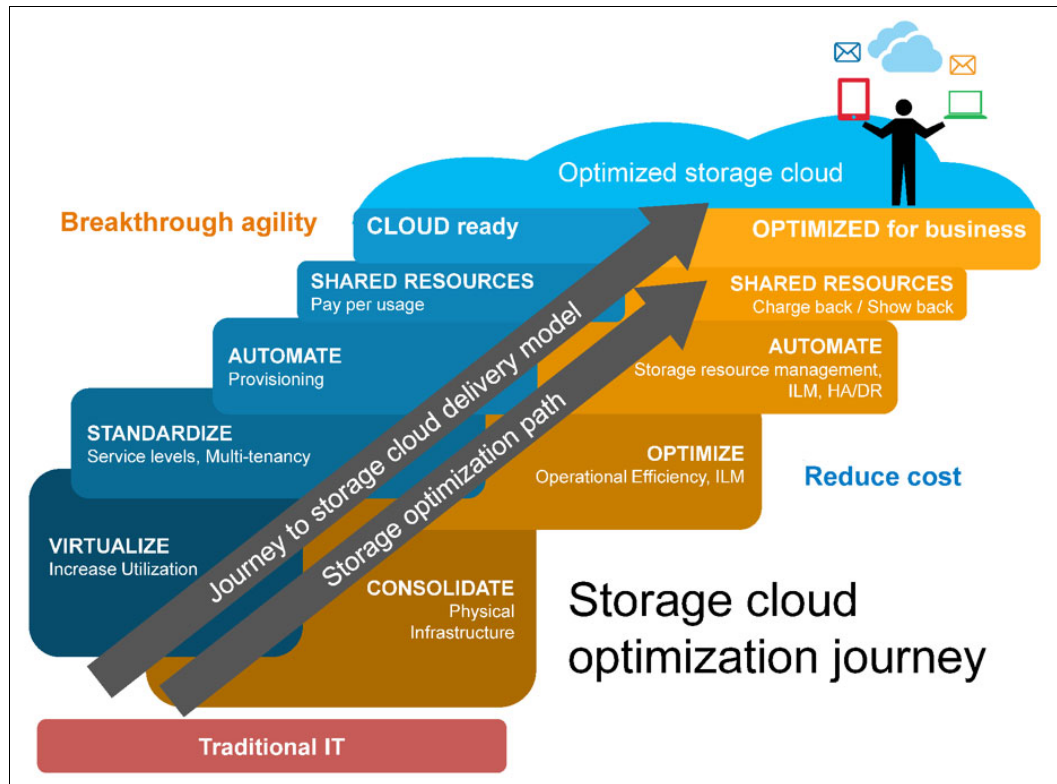 Optimized storage cloud
Breakthrough agility
CLOUD ready
OPTIMIZED for business
SHARED RESOURCES
Pay per usage
SHARED RESOURCES
Charge back / Show back
AUTOMATE
Provisioning
AUTOMATE
Storage resource management,
ILM, HA/DR
STANDARDIZE
Service levels, Multi-tenancy
OPTIMIZE
Operational Efficiency, ILM
Reduce cost
VIRTUALIZE
Increase Utilization
CONSOLIDATE
Physical
Infrastructure
Journey to storage cloud delivery model
Storage optimization path
Storage cloud
optimization journey
Traditional IT